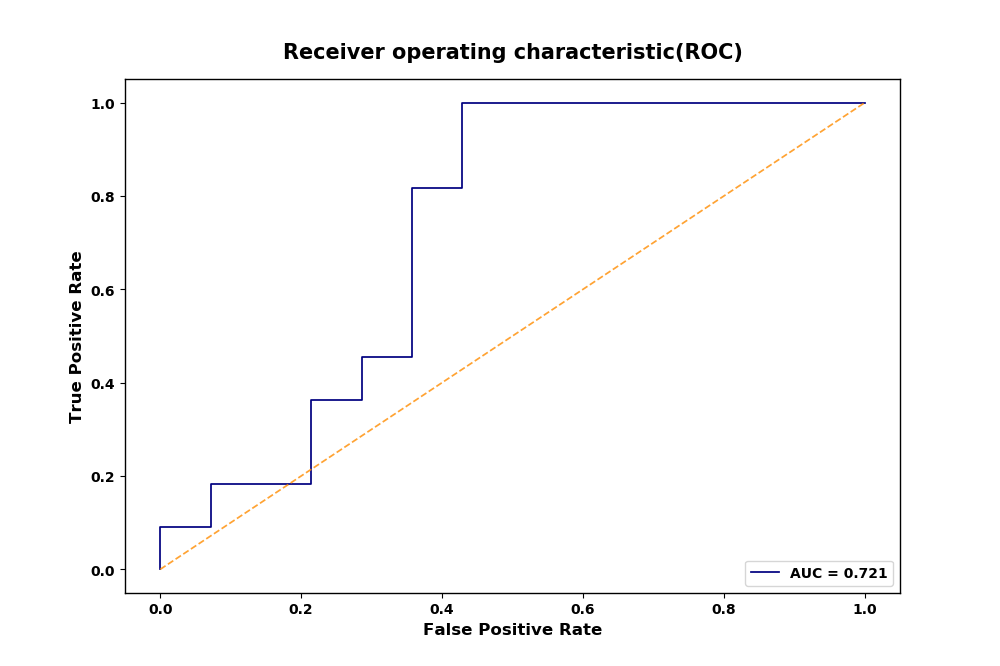 Receiver operating characteristic(ROC)
True Positive Rate
1.0
0.8
0.6
0.4
0.2
0.0
AUC = 0.721
0.0 0.2 0.4 0.6 0.8 1.0
False Positive Rate